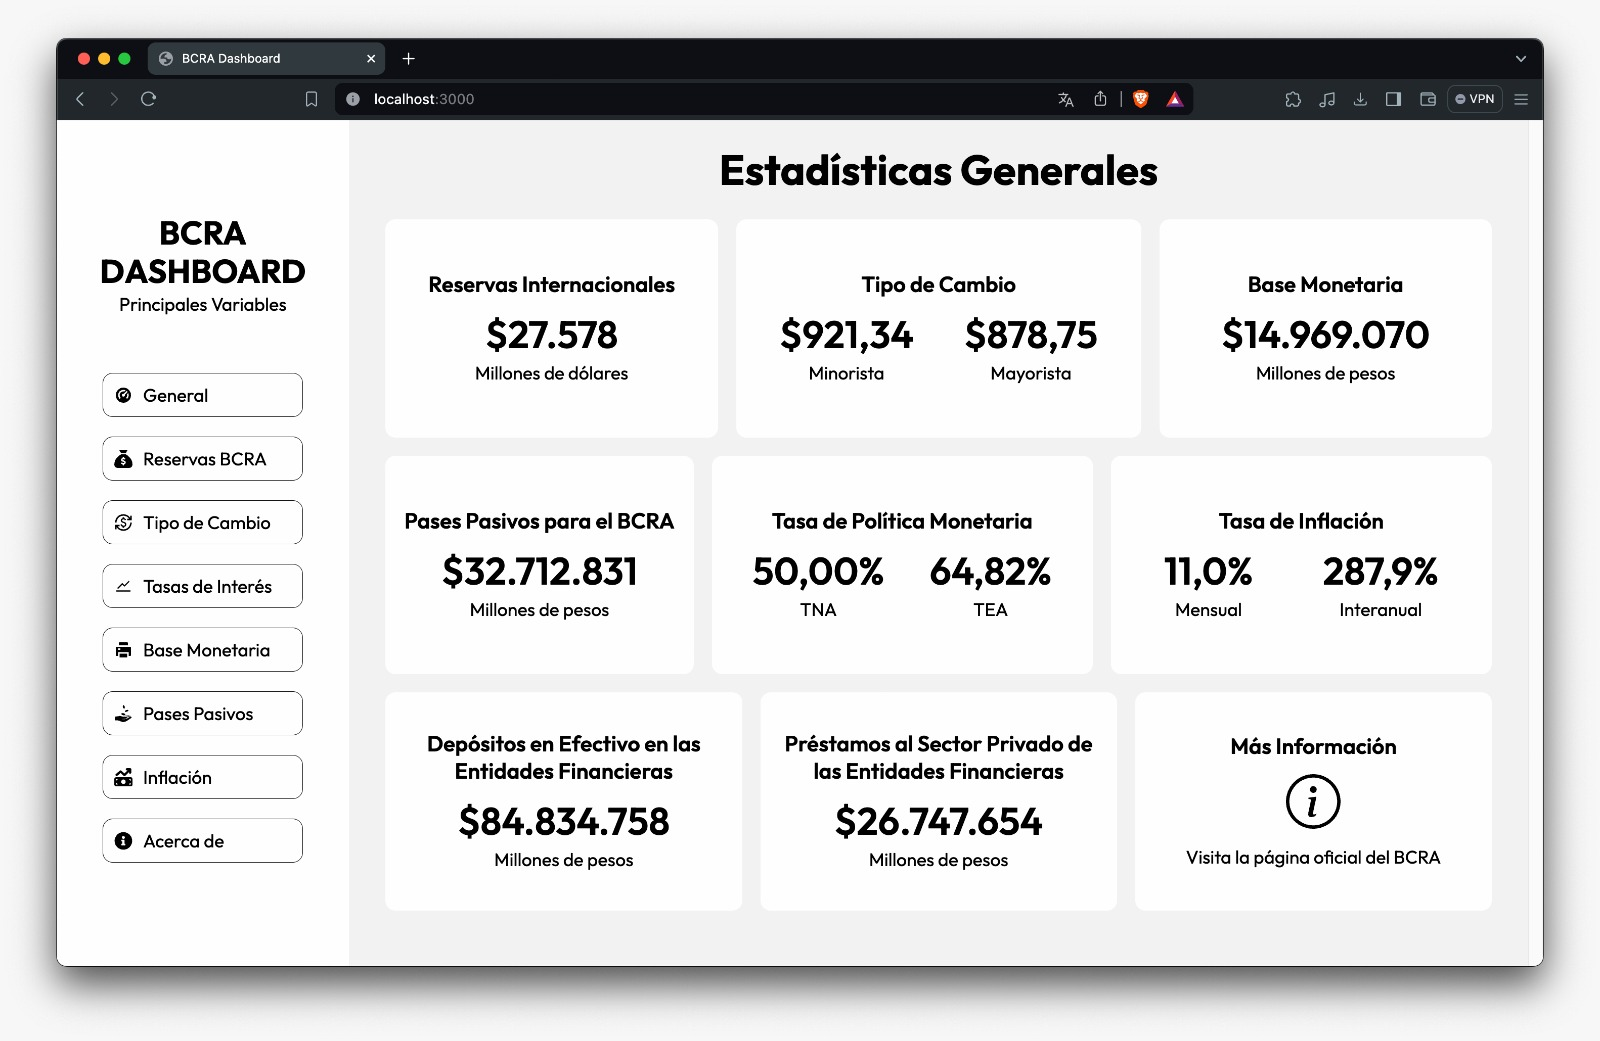 BCRA Dashboard
localhost:3000
VPN
BCRA
DASHBOARD
Principales Variables
General
Reservas BCRA
Tipo de Cambio
Tasas de Interés
Base Monetaria
Pases Pasivos
Inflación
Acerca de
Estadísticas Generales
Reservas Internacionales
$27.578
Millones de dólares
Tipo de Cambio
$921,34 $878,75
Minorista Mayorista
Base Monetaria
$14.969.070
Millones de pesos
Pases Pasivos para el BCRA
$32.712.831
Millones de pesos
Tasa de Política Monetaria
50,00% 64,82%
TNA TEA
Tasa de Inflación
11,0% 287,9%
Mensual Interanual
Depósitos en Efectivo en las
Entidades Financieras
$84.834.758
Millones de pesos
Préstamos al Sector Privado de
las Entidades Financieras
$26.747.654
Millones de pesos
Más Información
i
Visita la página oficial del BCRA